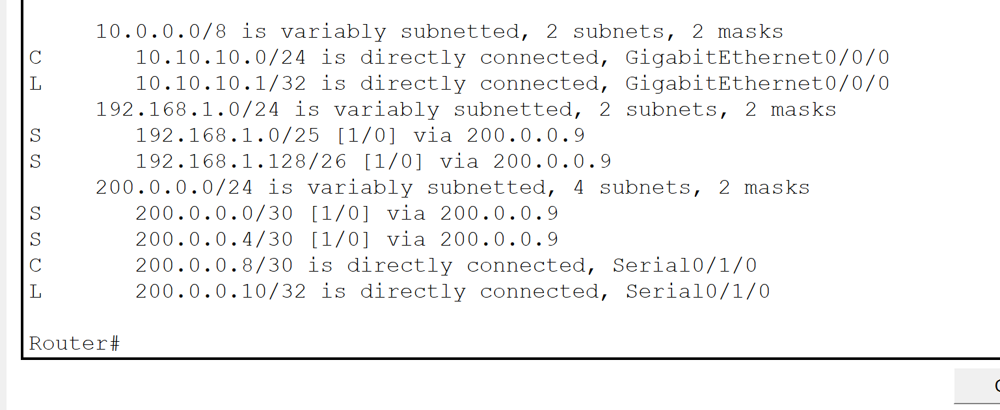 10.0.0.0/8 is variably subnetted, 2 subnets, 2 masks
C 10.10.10.0/24 is directly connected, GigabitEthernet0/0/0
L 10.10.10.1/32 is directly connected, GigabitEthernet0/0/0
192.168.1.0/24 is variably subnetted, 2 subnets, 2 masks
S 192.168.1.0/25 [1/0] via 200.0.0.9
S 192.168.1.128/26 [1/0] via 200.0.0.9
200.0.0.0/24 is variably subnetted, 4 subnets, 2 masks
S 200.0.0.0/30 [1/0] via 200.0.0.9
S 200.0.0.4/30 [1/0] via 200.0.0.9
C 200.0.0.8/30 is directly connected, Serial0/1/0
L 200.0.0.10/32 is directly connected, Serial0/1/0
Router#